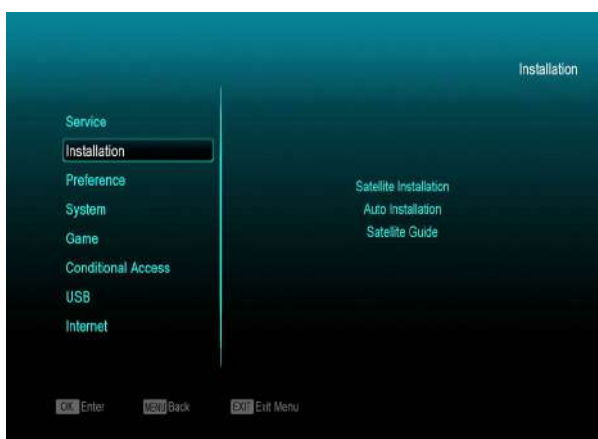 Installation
Service
Installation
Preference
System
Game
Conditional Access
USB
Internet
Satellite Installation
Auto Installation
Satellite Guide
OK Enter MENU Back EXIT Exit Menu